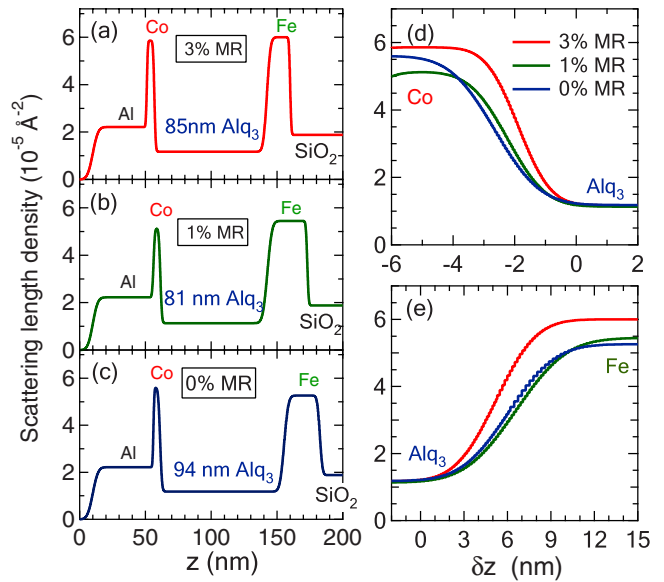 Scattering length density (10⁻⁵ Å⁻²)
(a)
Co
3% MR
Fe
Al
85nm Alq₃
SiO₂
6
4
2
0
(b)
Co
1% MR
Fe
Al
81 nm Alq₃
SiO₂
6
4
2
0
(c)
Co
0% MR
Fe
Al
94 nm Alq₃
SiO₂
6
4
2
0
0 50 100 150 200
z (nm)
(d)
3% MR
1% MR
0% MR
Co
Alq₃
6
4
2
0
-6 -4 -2 0 2
(e)
Fe
Alq₃
8
6
4
2
0
0 3 6 9 12 15
δz (nm)